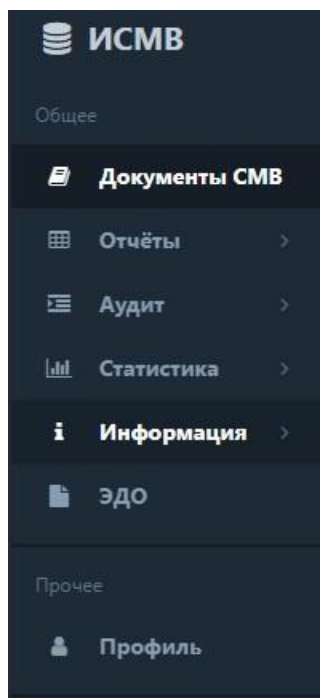 ИСМВ
Общее
Документы СМВ
Отчёты
Аудит
Статистика
Информация
ЭДО
Прочее
Профиль